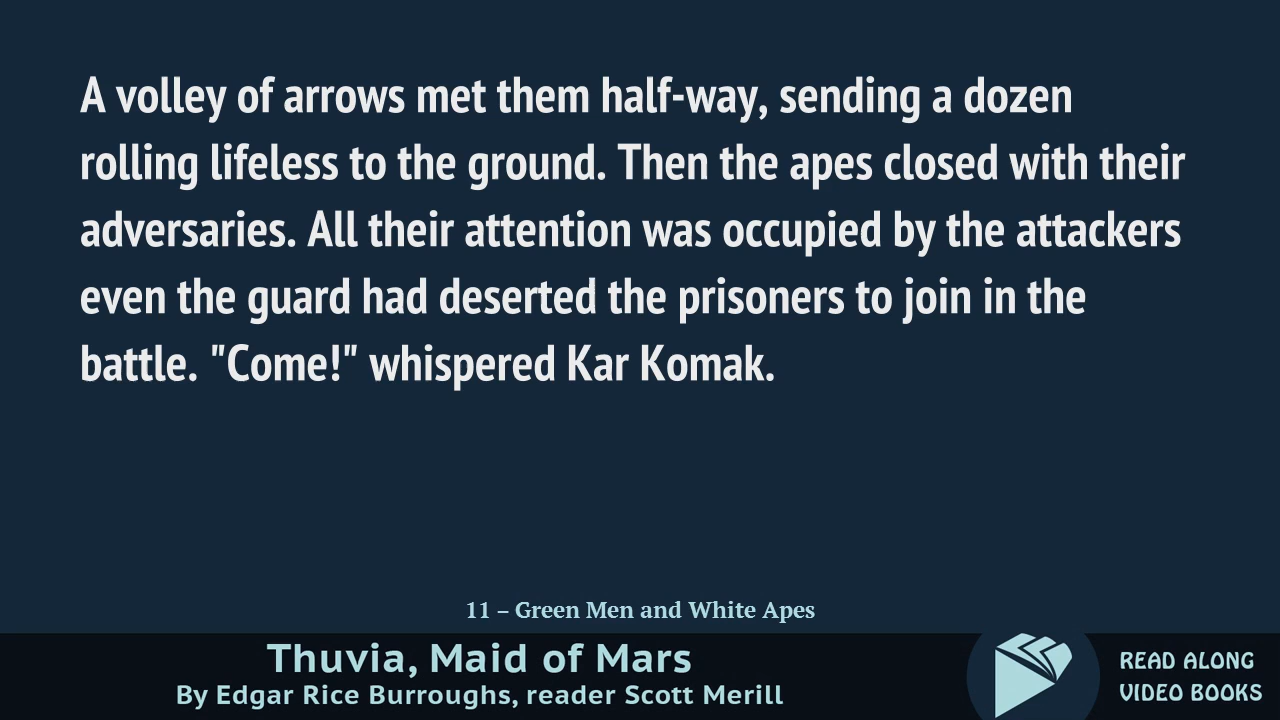 A volley of arrows met them half-way, sending a dozen
rolling lifeless to the ground. Then the apes closed with their
adversaries. All their attention was occupied by the attackers
even the guard had deserted the prisoners to join in the
battle. "Come!" whispered Kar Komak.
11 – Green Men and White Apes
Thuvia, Maid of Mars
By Edgar Rice Burroughs, reader Scott Merill
READ ALONG
VIDEO BOOKS